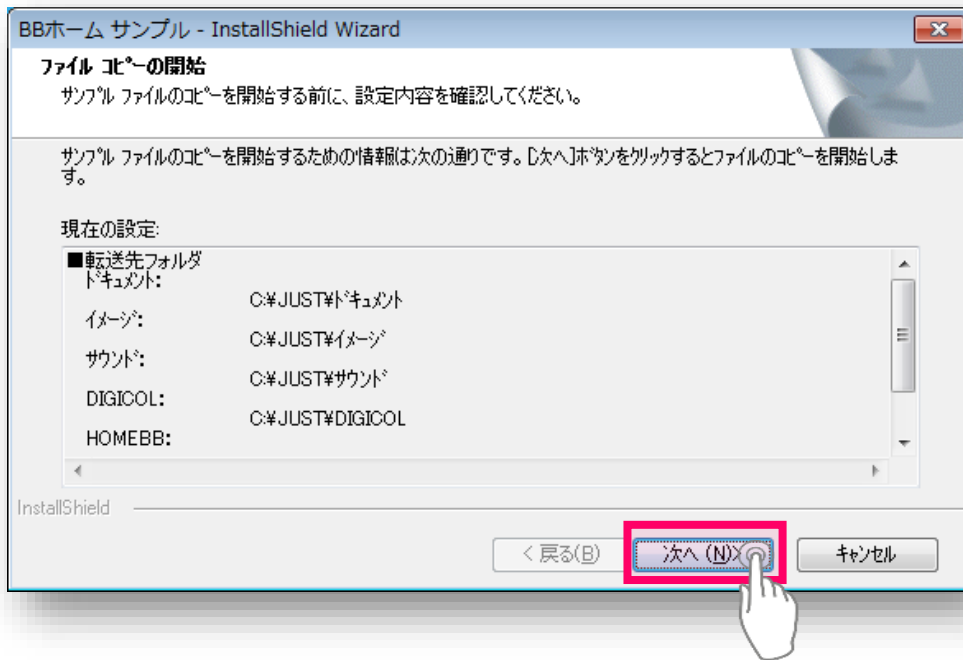 BBホーム サンプル - InstallShield Wizard
ファイル コピーの開始
サンプル ファイルのコピーを開始する前に、設定内容を確認してください。
サンプル ファイルのコピーを開始するための情報は次の通りです。[次へ]ボタンをクリックするとファイルのコピーを開始しま
す。
現在の設定:
■転送先フォルダ
ドキュメント:
C:¥JUST¥ドキュメント
イメージ:
C:¥JUST¥イメージ
サウンド:
C:¥JUST¥サウンド
DIGICOL:
C:¥JUST¥DIGICOL
HOMEBB:
InstallShield
< 戻る(B)
次へ (N)>
キャンセル